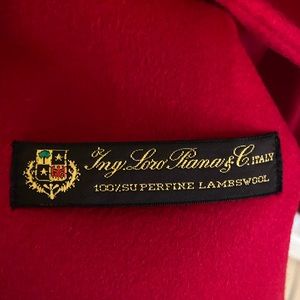 Ing. Loro Piana & C. ITALY
100% SUPERFINE LAMBSWOOL